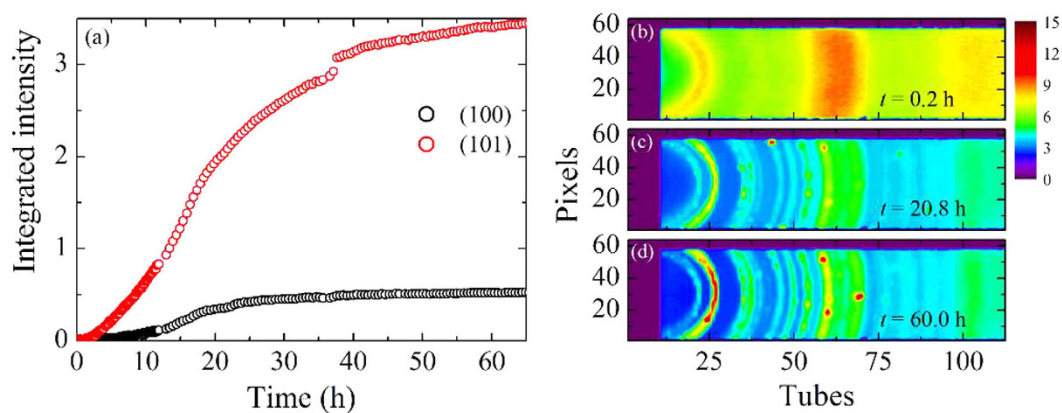 (a)
Integrated intensity
3
2
1
0
0 10 20 30 40 50 60
Time (h)
(100)
(101)
Pixels
60
40
20
(b)
t = 0.2 h
60
40
20
0
(c)
t = 20.8 h
60
40
20
0
(d)
t = 60.0 h
25 50 75 100
Tubes
15
12
9
6
3
0